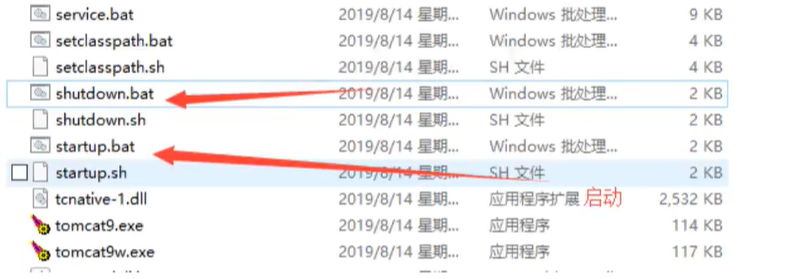 service.bat 2019/8/14 星期... Windows 批处理... 9 KB
setclasspath.bat 2019/8/14 星期... Windows 批处理... 4 KB
setclasspath.sh 2019/8/14 星期... SH 文件 4 KB
shutdown.bat 2019/8/14 星期... Windows 批处理... 2 KB
shutdown.sh 2019/8/14 星期... SH 文件 2 KB
startup.bat 2019/8/14 星期... Windows 批处理... 2 KB
startup.sh 2019/8/14 星期... SH 文件 2 KB
tcnative-1.dll 2019/8/14 星期... 应用程序扩展 启动 2,532 KB
tomcat9.exe 2019/8/14 星期... 应用程序 114 KB
tomcat9w.exe 2019/8/14 星期... 应用程序 117 KB